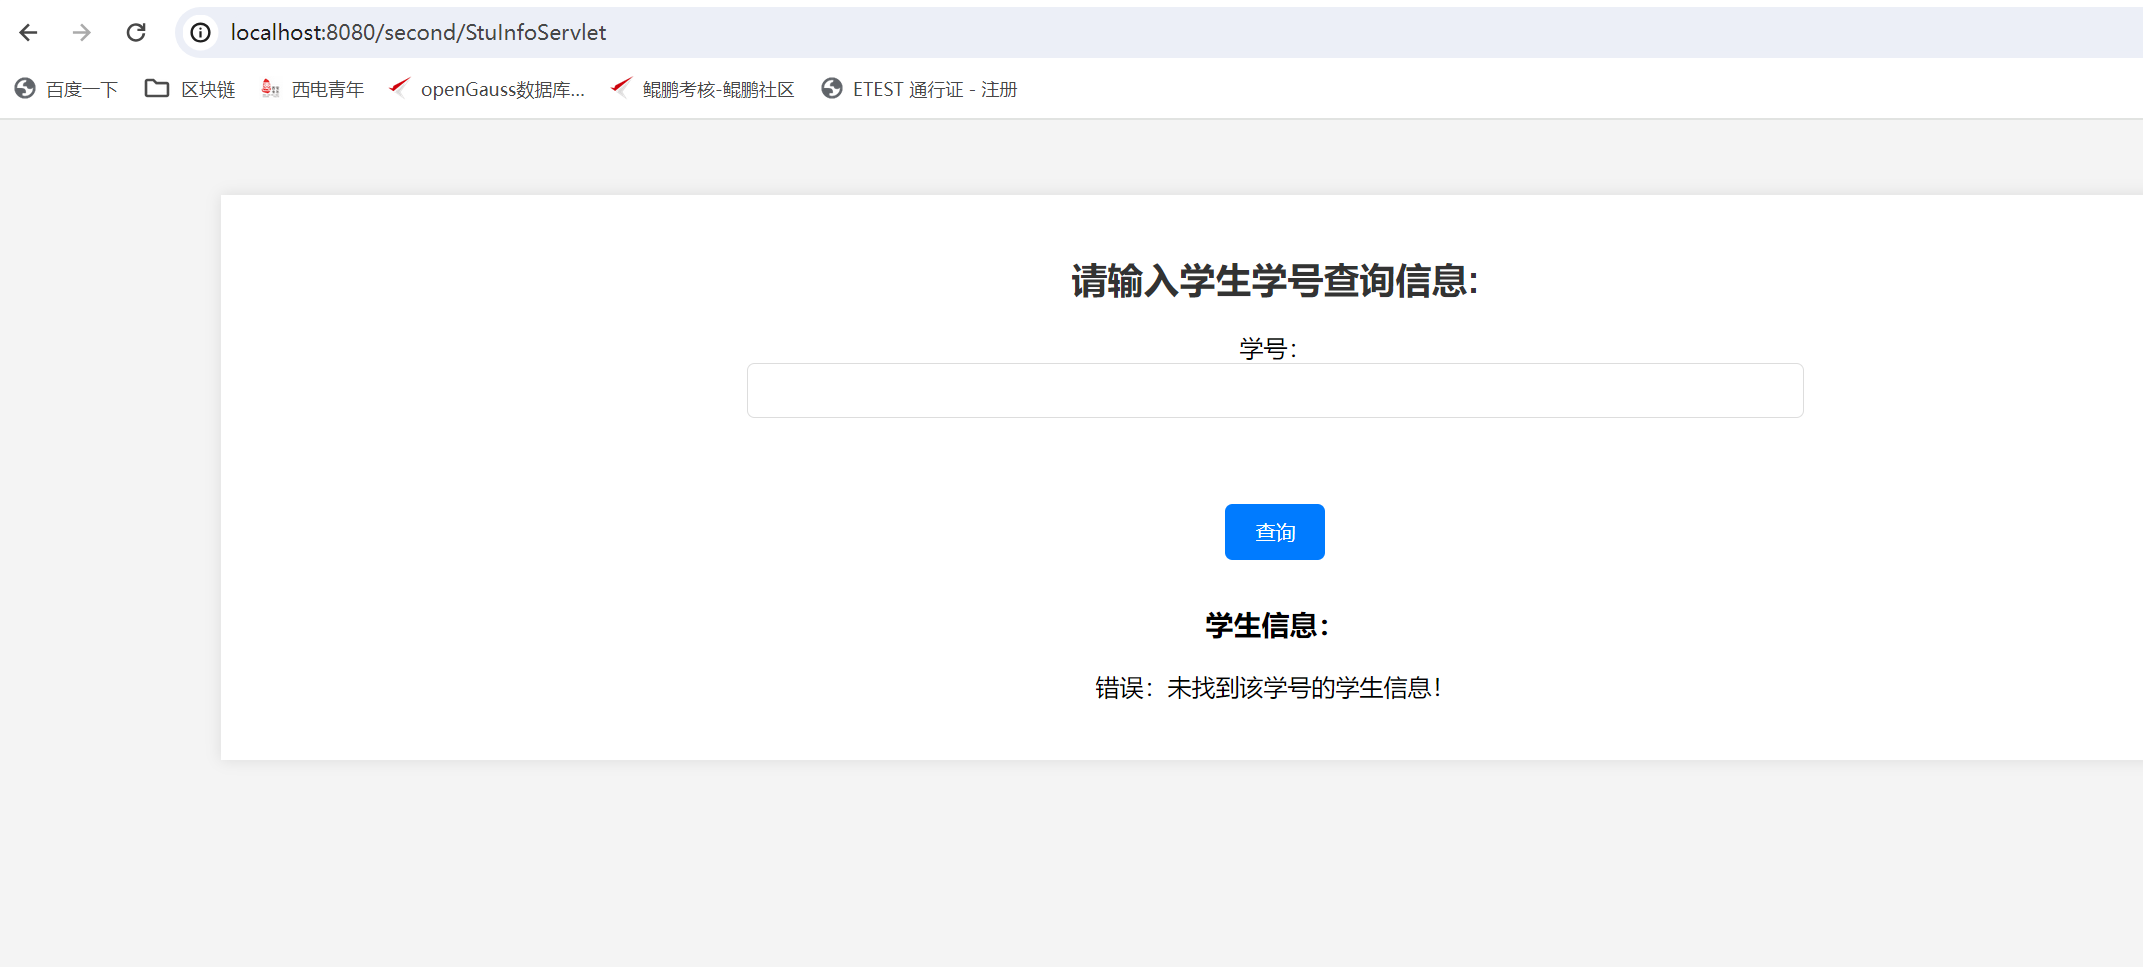 localhost:8080/second/StuInfoServlet
百度一下 区块链 西电青年 openGauss数据库... 鲲鹏考核-鲲鹏社区 ETEST 通行证 - 注册
请输入学生学号查询信息:
学号：
查询
学生信息：
错误：未找到该学号的学生信息！